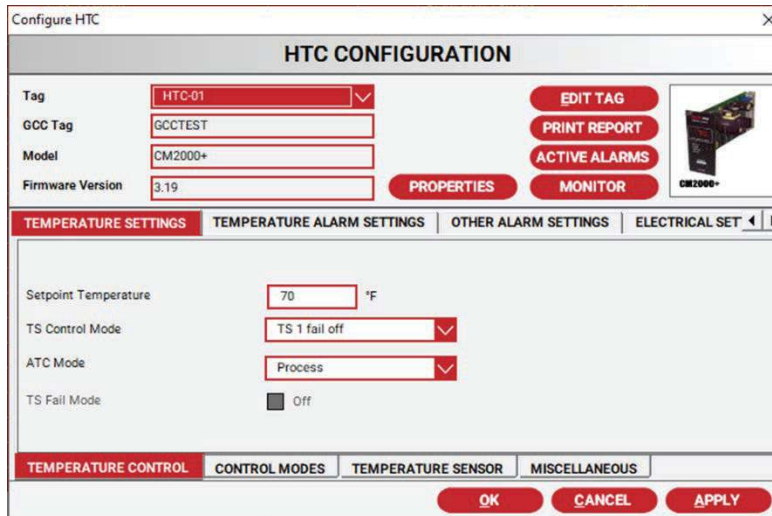 Configure HTC
HTC CONFIGURATION
Tag HTC-01 EDIT TAG
GCC Tag GCCTEST PRINT REPORT
Model CM2000+ ACTIVE ALARMS
Firmware Version 3.19 PROPERTIES MONITOR
CM2000+
TEMPERATURE SETTINGS TEMPERATURE ALARM SETTINGS OTHER ALARM SETTINGS ELECTRICAL SET
Setpoint Temperature 70 °F
TS Control Mode TS 1 fail off
ATC Mode Process
TS Fail Mode Off
TEMPERATURE CONTROL CONTROL MODES TEMPERATURE SENSOR MISCELLANEOUS
OK CANCEL APPLY